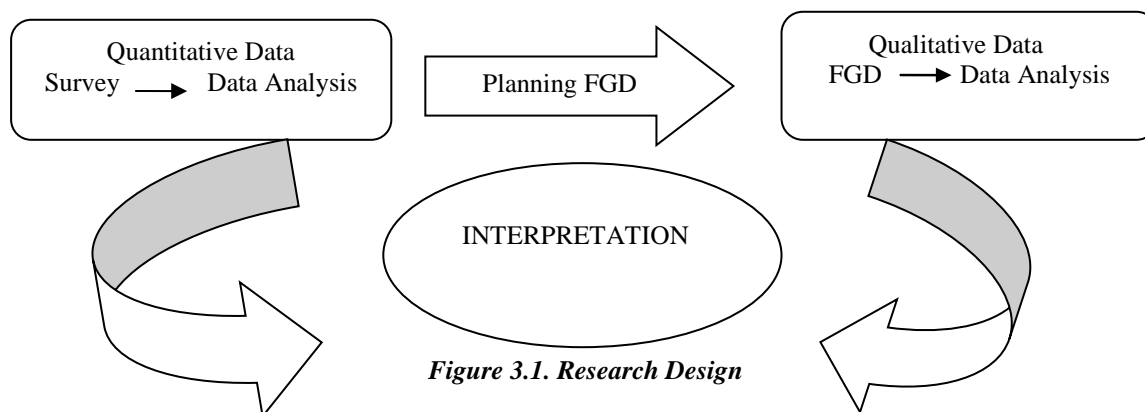 Quantitative Data
Survey Data Analysis
Planning FGD
Qualitative Data
FGD Data Analysis
INTERPRETATION
Figure 3.1. Research Design